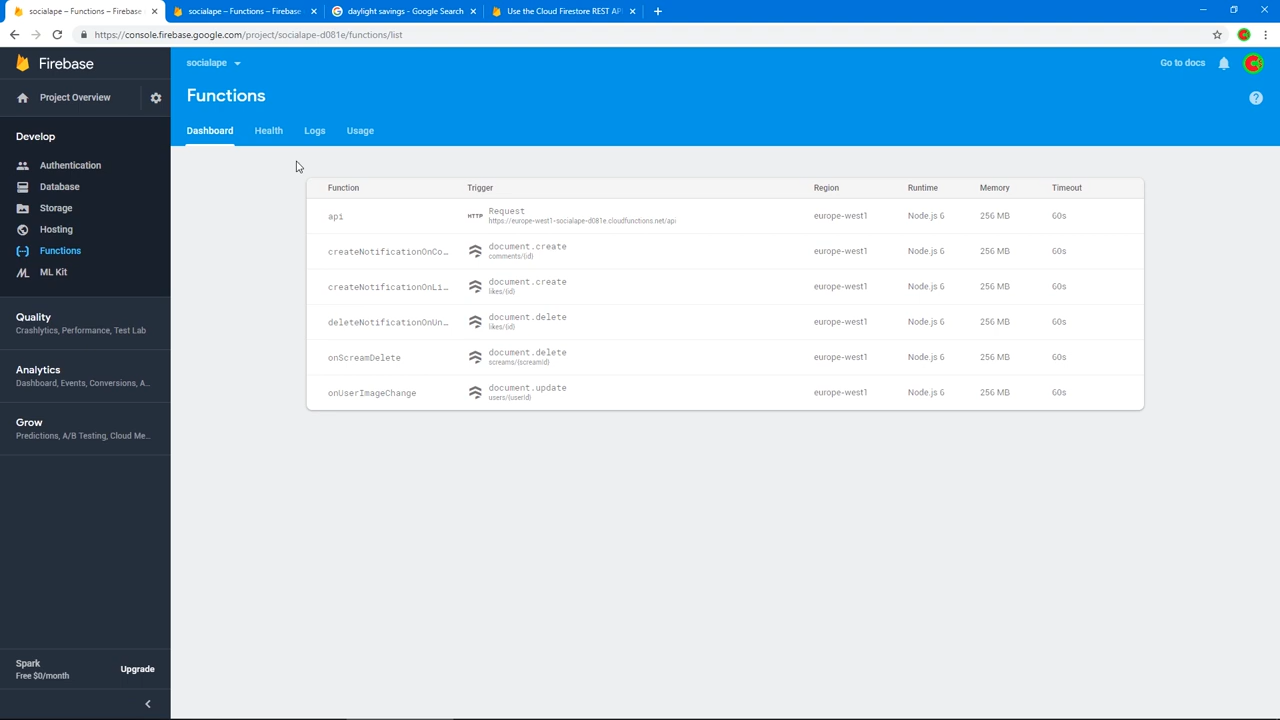 socialape – Functions – Firebase
socialape – Functions – Firebase
daylight savings - Google Search
Use the Cloud Firestore REST AP
https://console.firebase.google.com/project/socialape-d081e/functions/list
Firebase
socialape
Go to docs
Project Overview
Functions
Dashboard
Health
Logs
Usage
Develop
Authentication
Database
Storage
Hosting
Functions
ML Kit
Quality
Crashlytics, Performance, Test Lab
Analytics
Dashboard, Events, Conversions, A...
Grow
Predictions, A/B Testing, Cloud Me...
Spark
Free $0/month
Upgrade
Function Trigger Region Runtime Memory Timeout
api HTTP Request europe-west1 Node.js 6 256 MB 60s
https://europe-west1-socialape-d081e.cloudfunctions.net/api
createNotificationOnCo... document.create europe-west1 Node.js 6 256 MB 60s
comments/{id}
createNotificationOnLi... document.create europe-west1 Node.js 6 256 MB 60s
likes/{id}
deleteNotificationOnUn... document.delete europe-west1 Node.js 6 256 MB 60s
likes/{id}
onScreamDelete document.delete europe-west1 Node.js 6 256 MB 60s
screams/{screamId}
onUserImageChange document.update europe-west1 Node.js 6 256 MB 60s
users/{userId}